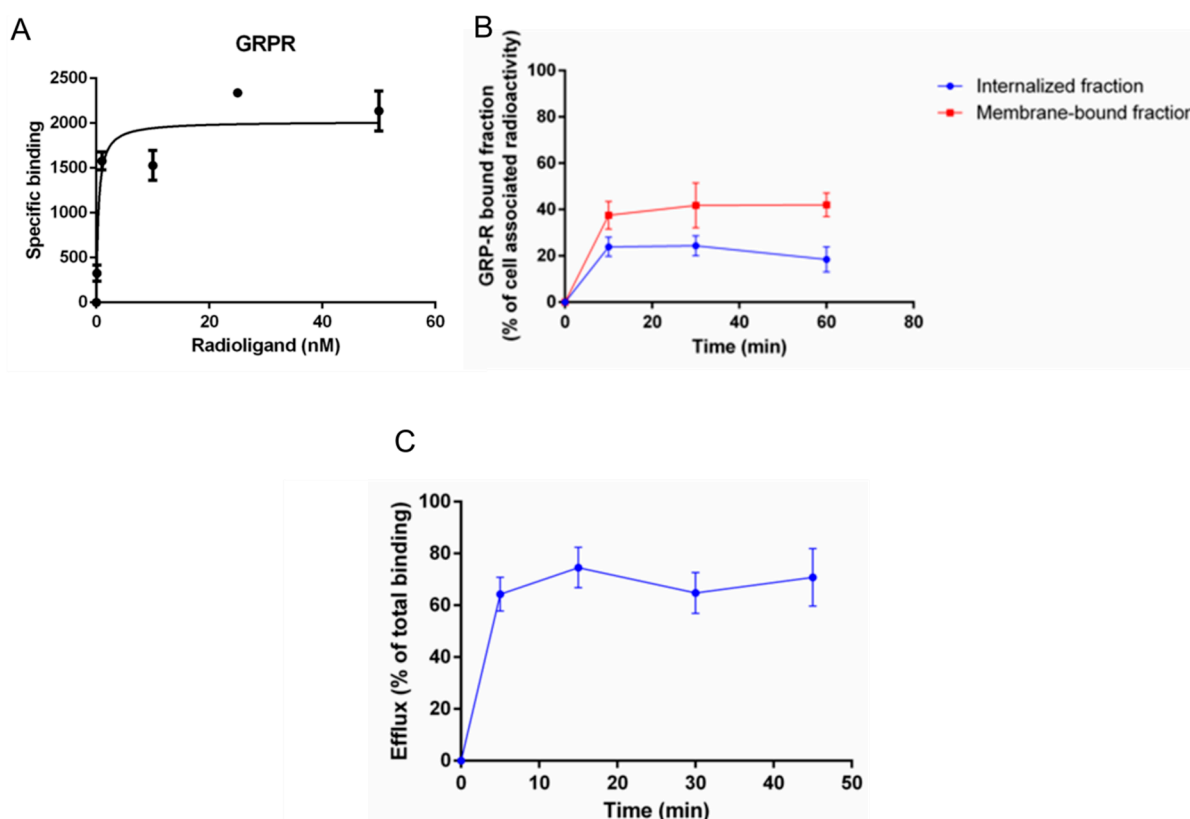 A
GRPR
Specific binding
2500
2000
1500
1000
500
0
0 20 40 60
Radioligand (nM)
B
GRP-R bound fraction
(% of cell associated radioactivity)
100
80
60
40
20
0
0 20 40 60 80
Time (min)
Internalized fraction
Membrane-bound fraction
C
Efflux (% of total binding)
100
80
60
40
20
0
0 10 20 30 40 50
Time (min)